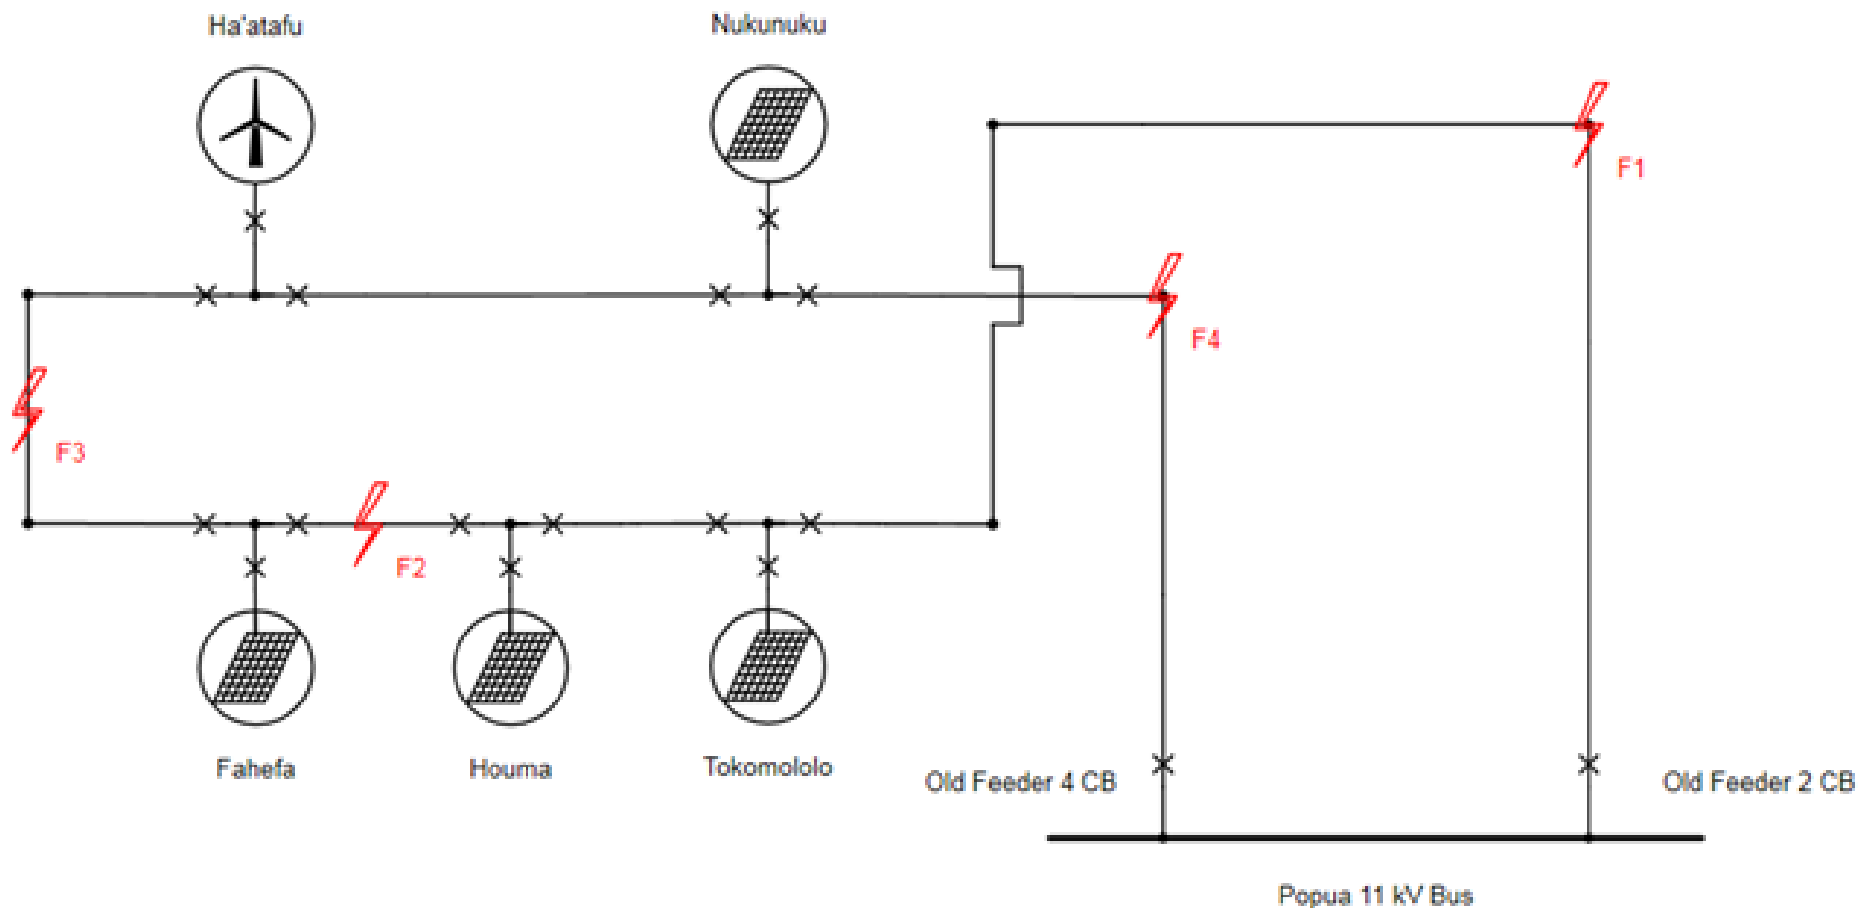 Ha'atafu
Nukunuku
F1
F4
F3
F2
Fahefa
Houma
Tokomololo
Old Feeder 4 CB
Old Feeder 2 CB
Popua 11 kV Bus